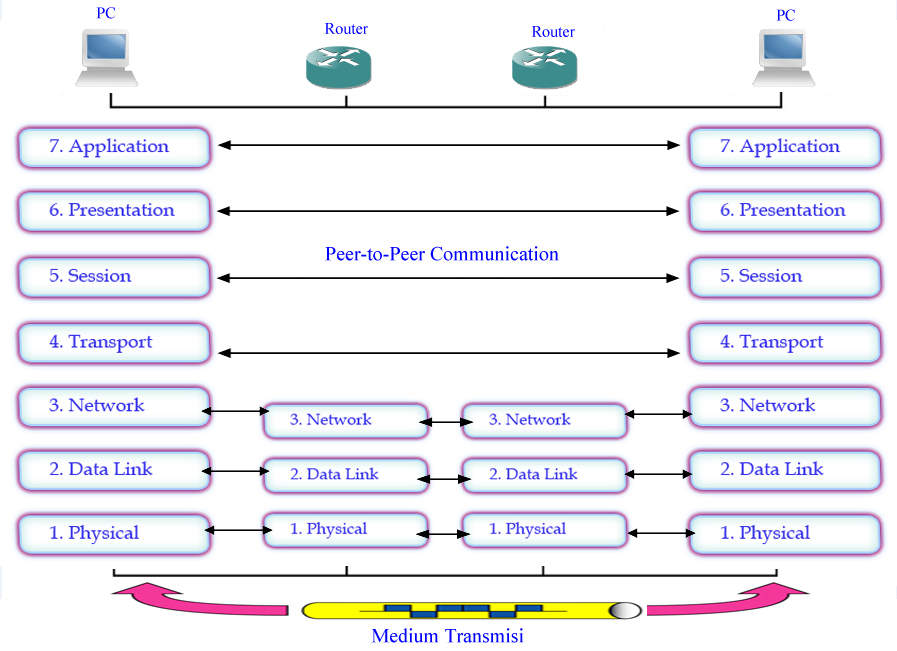 PC
Router
Router
PC
7. Application
7. Application
6. Presentation
6. Presentation
Peer-to-Peer Communication
5. Session
5. Session
4. Transport
4. Transport
3. Network
3. Network
3. Network
3. Network
2. Data Link
2. Data Link
2. Data Link
2. Data Link
1. Physical
1. Physical
1. Physical
1. Physical
Medium Transmisi